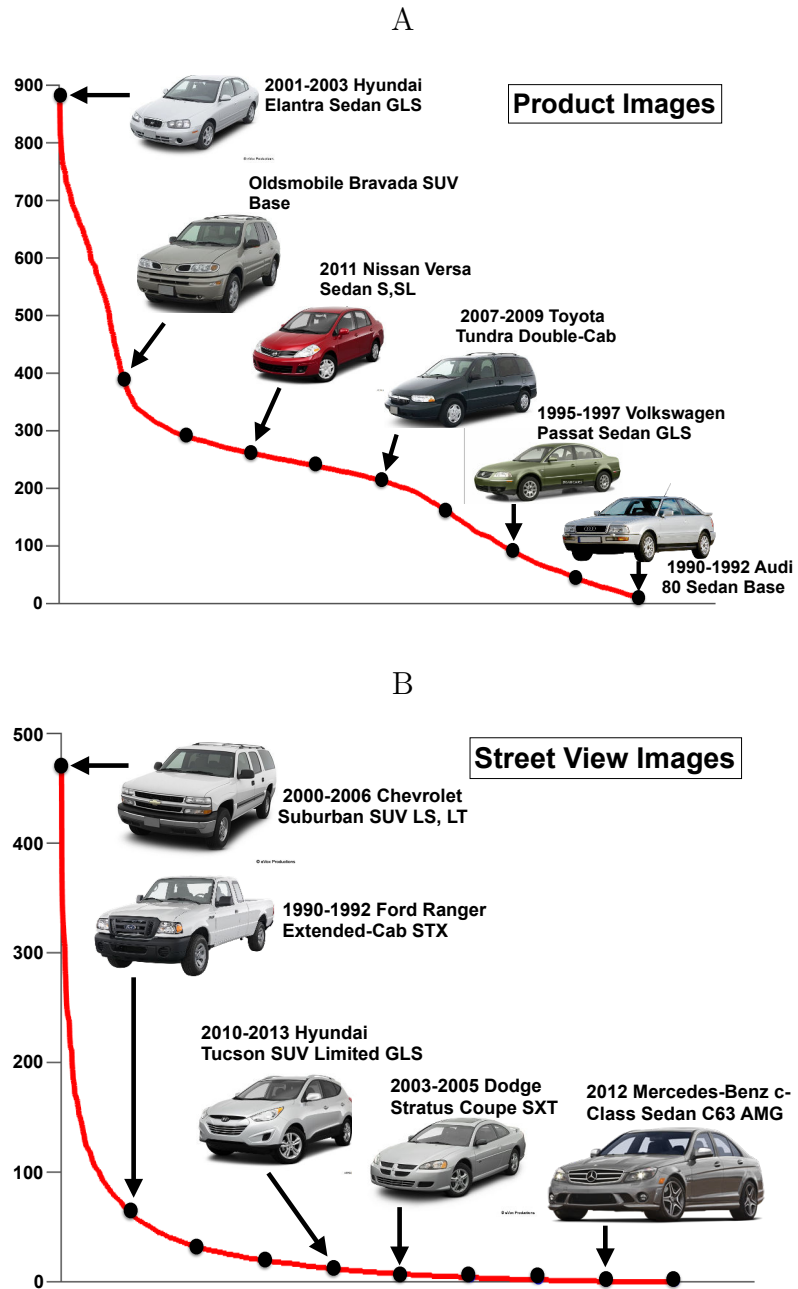 A
900
800
700
600
500
400
300
200
100
0
Product Images
2001-2003 Hyundai
Elantra Sedan GLS
Oldsmobile Bravada SUV
Base
2011 Nissan Versa
Sedan S,SL
2007-2009 Toyota
Tundra Double-Cab
1995-1997 Volkswagen
Passat Sedan GLS
1990-1992 Audi
80 Sedan Base
B
500
400
300
200
100
0
Street View Images
2000-2006 Chevrolet
Suburban SUV LS, LT
© eVox Productions
1990-1992 Ford Ranger
Extended-Cab STX
2010-2013 Hyundai
Tucson SUV Limited GLS
2003-2005 Dodge
Stratus Coupe SXT
© eVox Productions
2012 Mercedes-Benz c-
Class Sedan C63 AMG